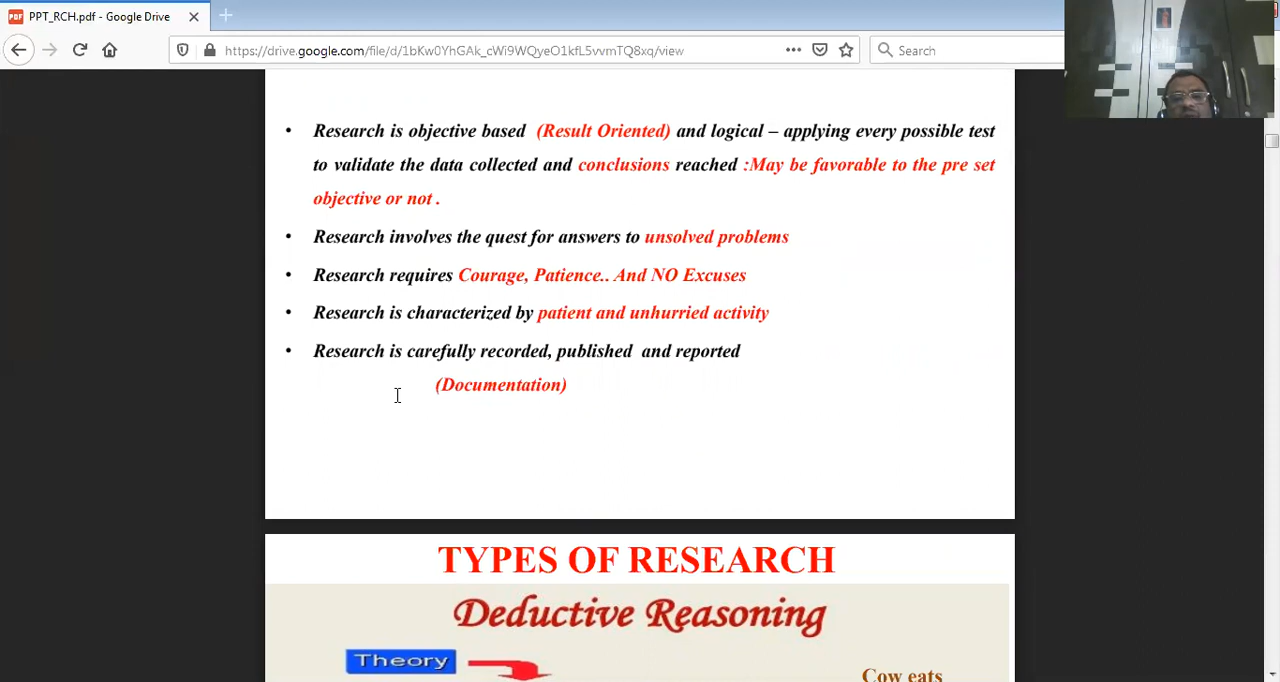 PPT_RCH.pdf - Google Drive
https://drive.google.com/file/d/1bKw0YhGAk_cWi9WQyeO1kfL5vvmTQ8xq/view
Search
• Research is objective based (Result Oriented) and logical – applying every possible test
to validate the data collected and conclusions reached :May be favorable to the pre set
objective or not .
• Research involves the quest for answers to unsolved problems
• Research requires Courage, Patience.. And NO Excuses
• Research is characterized by patient and unhurried activity
• Research is carefully recorded, published and reported
(Documentation)
TYPES OF RESEARCH
Deductive Reasoning
Theory
Cow eats